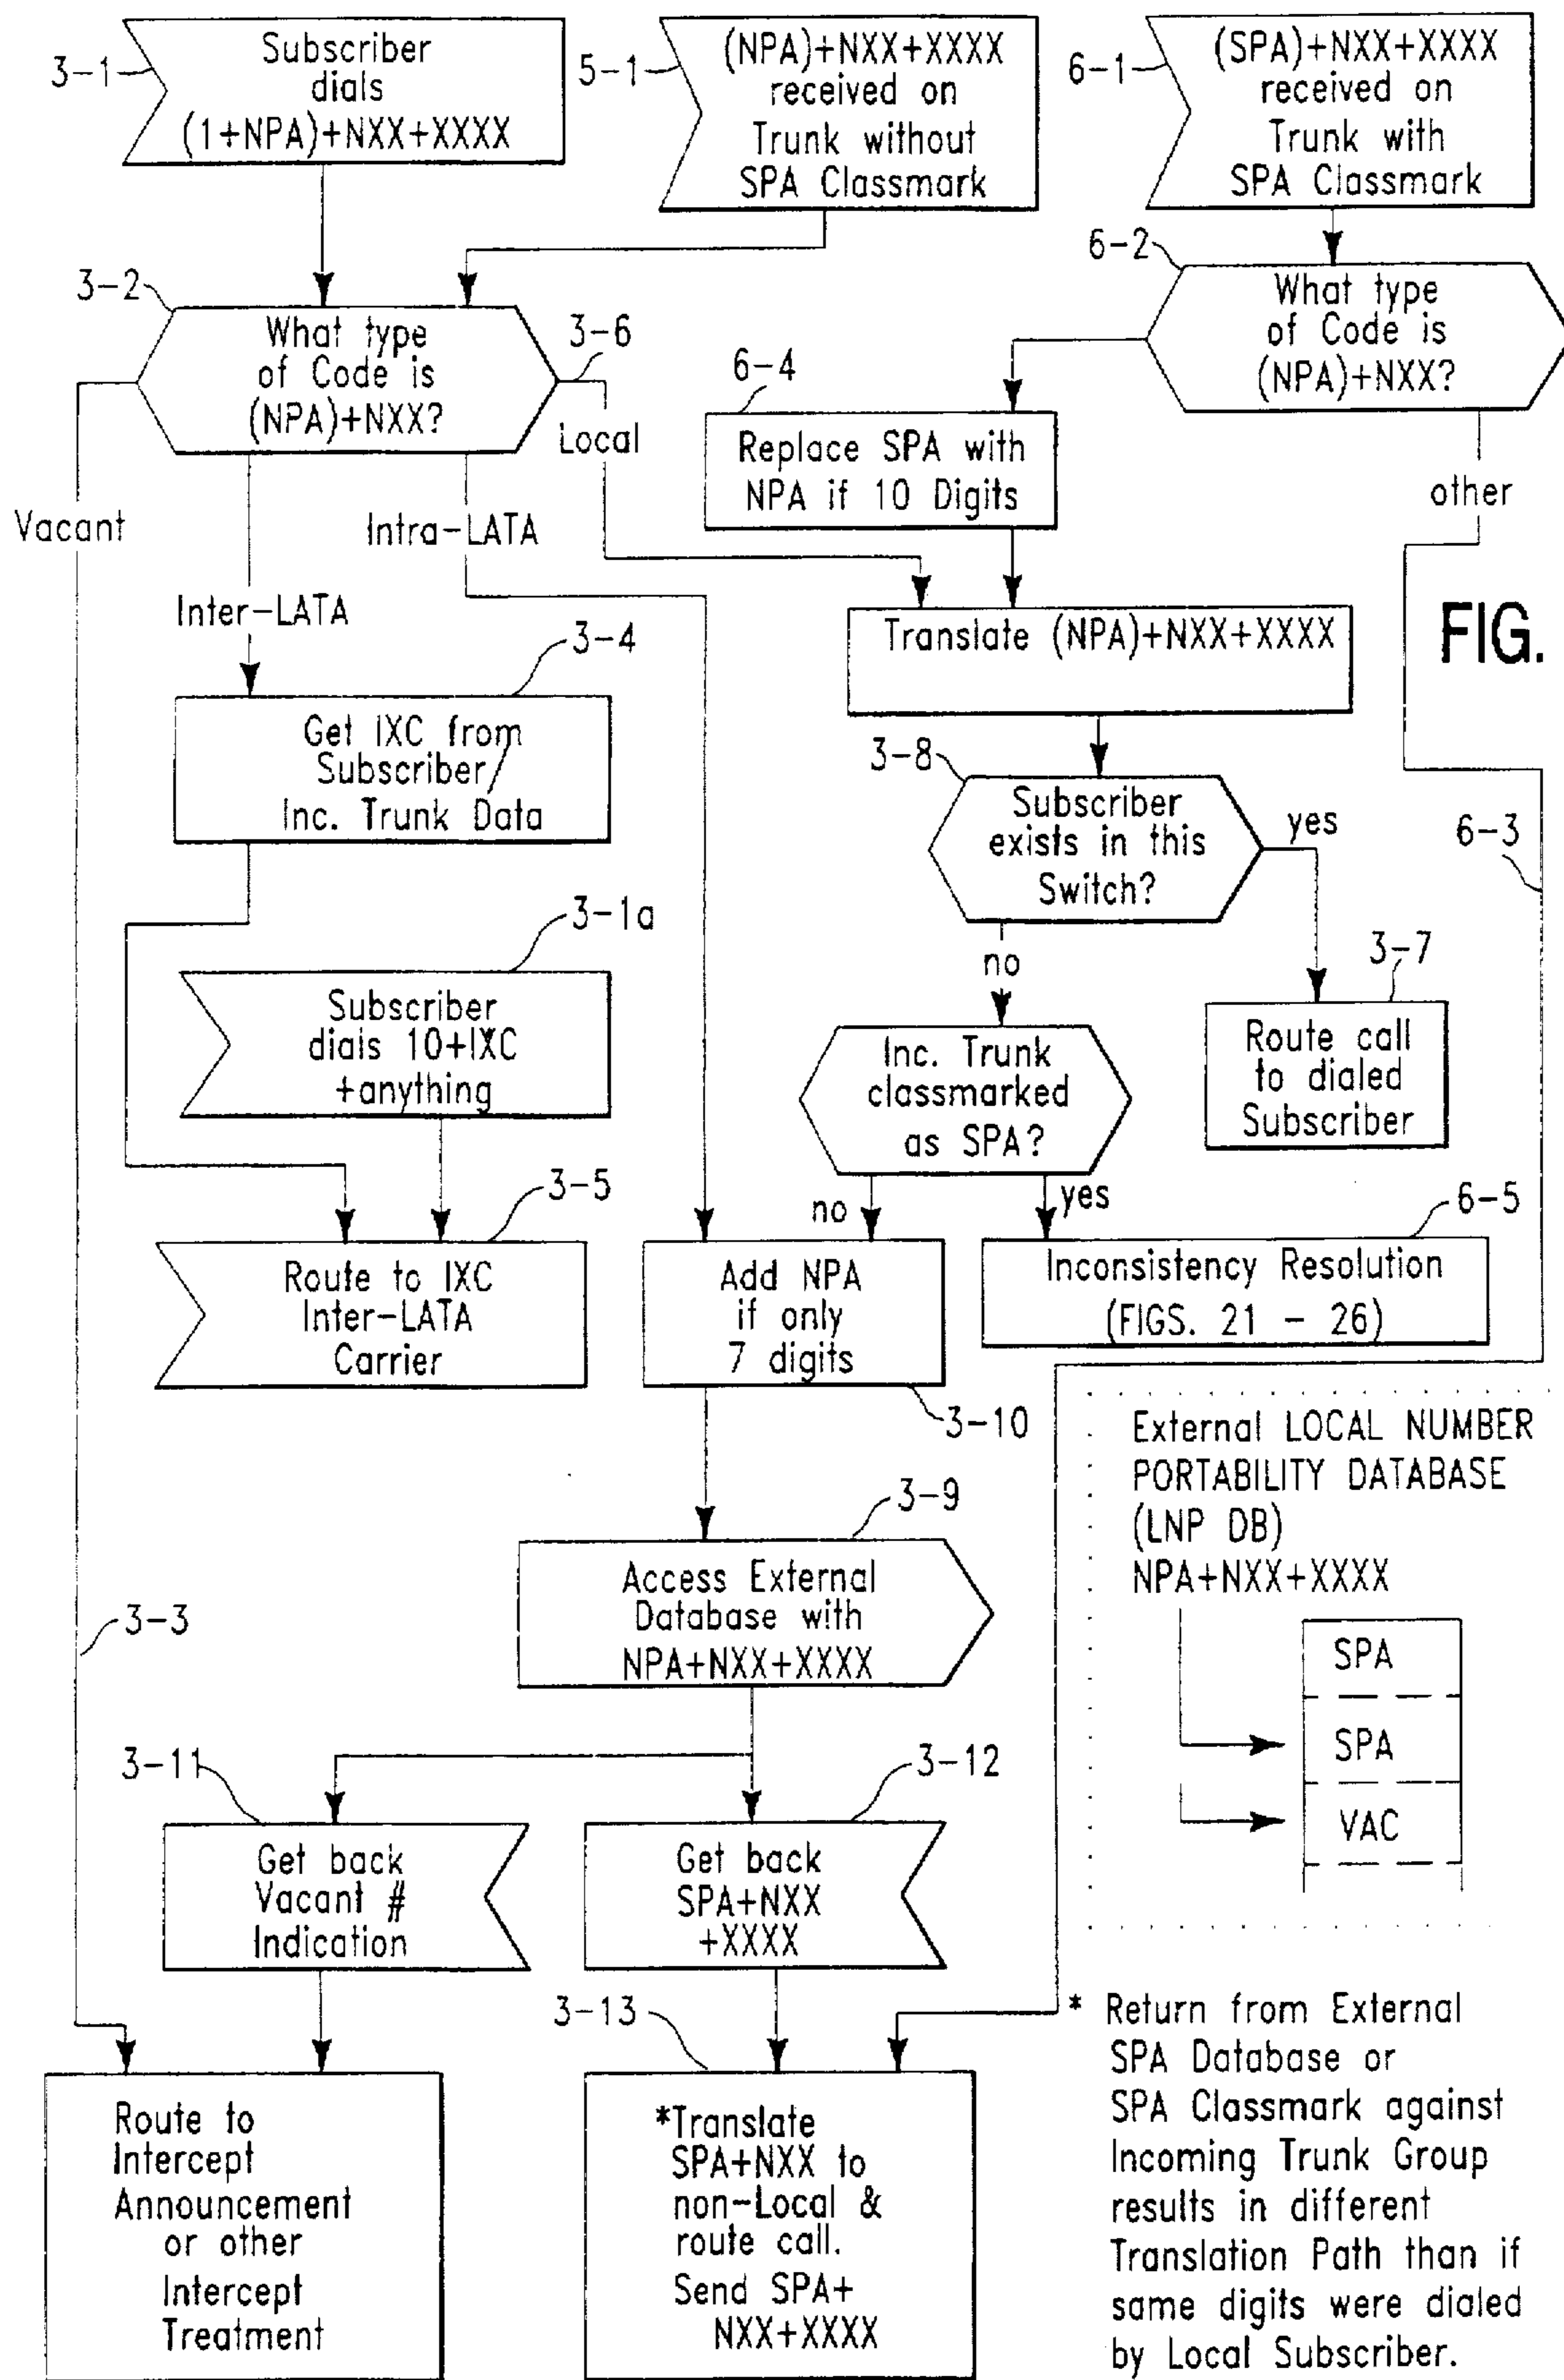 3-1
Subscriber
dials
(1+NPA)+NXX+XXXX
5-1
(NPA)+NXX+XXXX
received on
Trunk without
SPA Classmark
6-1
(SPA)+NXX+XXXX
received on
Trunk with
SPA Classmark
3-2
What type
of Code is
(NPA)+NXX?
3-6
Local
6-2
What type
of Code is
(NPA)+NXX?
6-4
Replace SPA with
NPA if 10 Digits
other
Vacant
Intra-LATA
Inter-LATA
Translate (NPA)+NXX+XXXX
FIG.
3-4
Get IXC from
Subscriber/
Inc. Trunk Data
3-8
Subscriber
exists in this
Switch?
yes
6-3
no
3-7
Route call
to dialed
Subscriber
3-1a
Subscriber
dials 10+IXC
+anything
Inc. Trunk
classmarked
as SPA?
no
yes
3-5
Route to IXC
Inter-LATA
Carrier
Add NPA
if only
7 digits
3-10
6-5
Inconsistency Resolution
(FIGS. 21 - 26)
3-9
Access External
Database with
NPA+NXX+XXXX
External LOCAL NUMBER
PORTABILITY DATABASE
(LNP DB)
NPA+NXX+XXXX
SPA
SPA
VAC
3-3
3-11
Get back
Vacant #
Indication
3-12
Get back
SPA+NXX
+XXXX
3-13
Route to
Intercept
Announcement
or other
Intercept
Treatment
*Translate
SPA+NXX to
non-Local &
route call.
Send SPA+
NXX+XXXX
* Return from External
SPA Database or
SPA Classmark against
Incoming Trunk Group
results in different
Translation Path than if
same digits were dialed
by Local Subscriber.